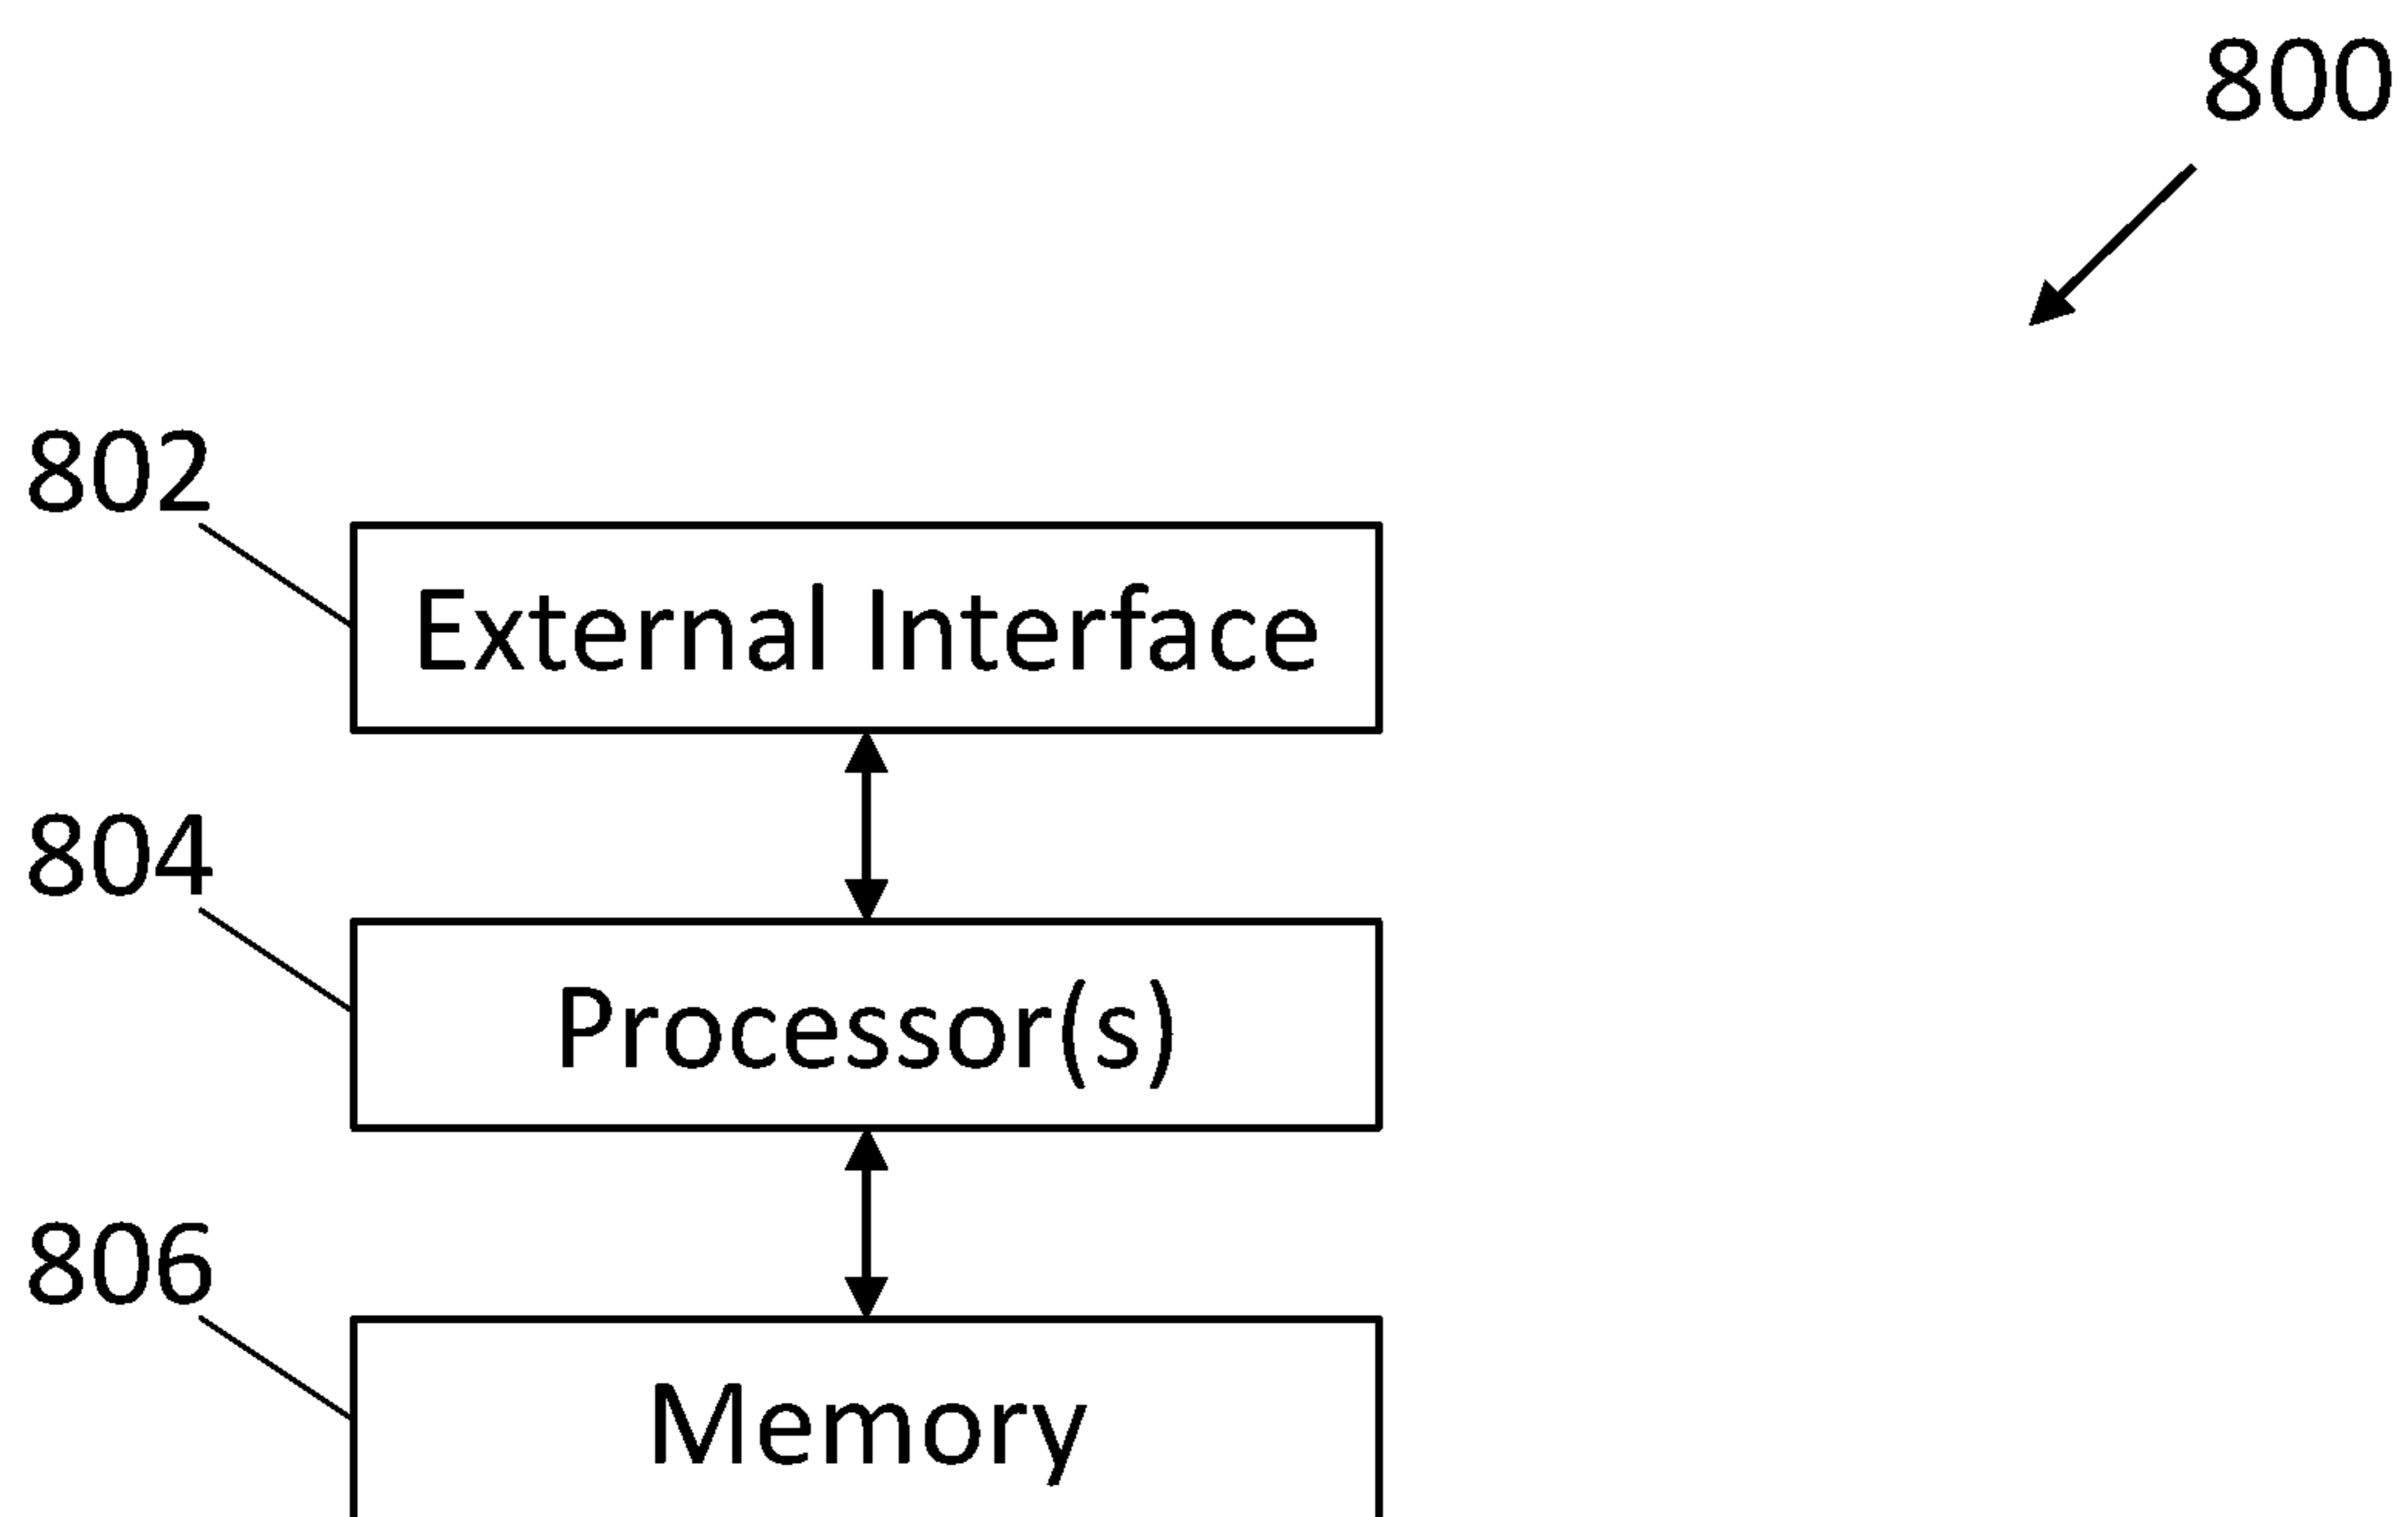 800
802
External Interface
804
Processor(s)
806
Memory